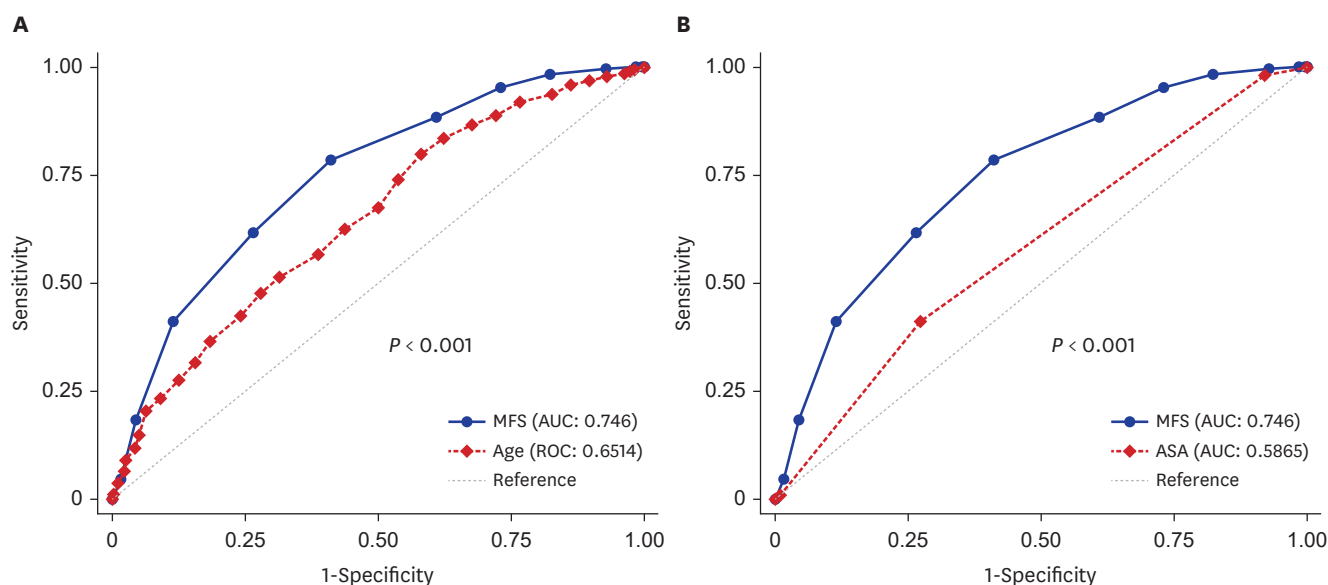 A
Sensitivity
1.00
0.75
0.50
0.25
0
P < 0.001
MFS (AUC: 0.746)
Age (ROC: 0.6514)
Reference
0 0.25 0.50 0.75 1.00
1-Specificity
B
Sensitivity
1.00
0.75
0.50
0.25
0
P < 0.001
MFS (AUC: 0.746)
ASA (AUC: 0.5865)
Reference
0 0.25 0.50 0.75 1.00
1-Specificity